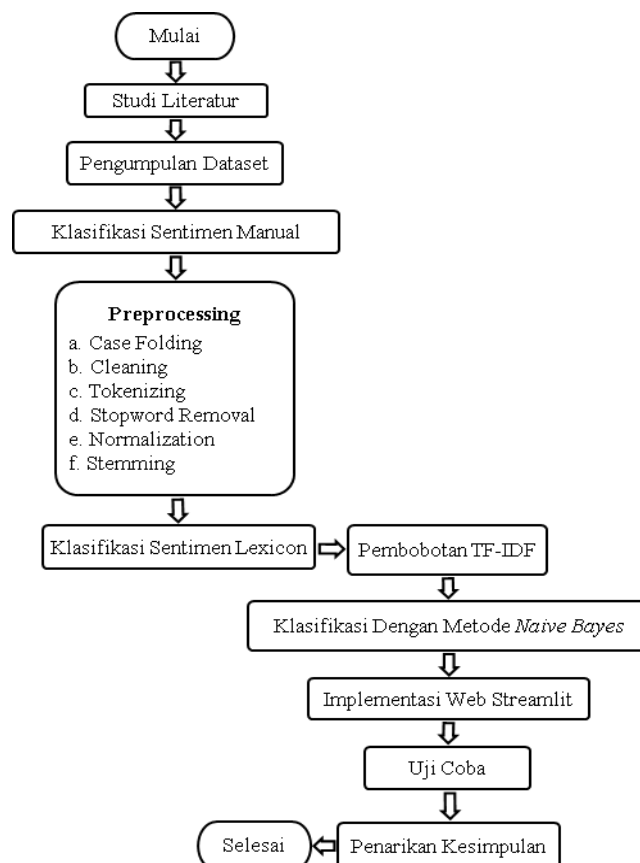 Mulai
Studi Literatur
Pengumpulan Dataset
Klasifikasi Sentimen Manual
Preprocessing
a. Case Folding
b. Cleaning
c. Tokenizing
d. Stopword Removal
e. Normalization
f. Stemming
Klasifikasi Sentimen Lexicon
Pembobotan TF-IDF
Klasifikasi Dengan Metode Naive Bayes
Implementasi Web Streamlit
Uji Coba
Penarikan Kesimpulan
Selesai